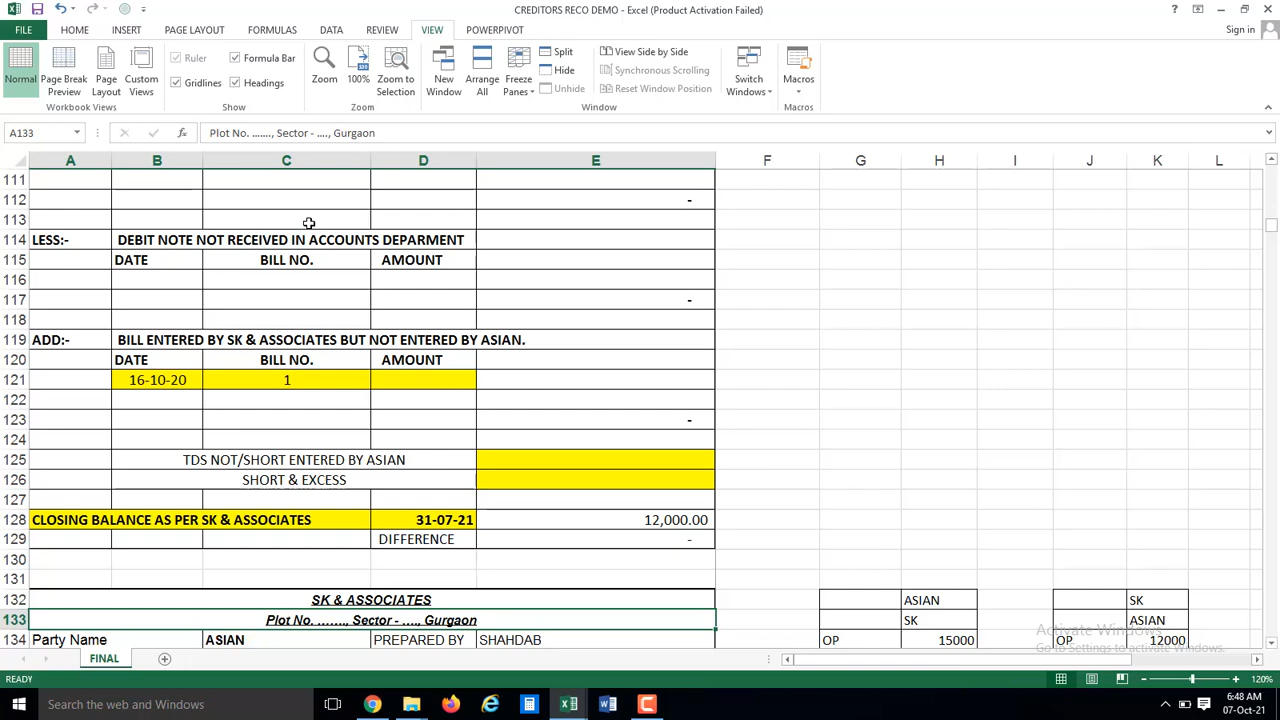 CREDITORS RECO DEMO - Excel (Product Activation Failed)
FILE HOME INSERT PAGE LAYOUT FORMULAS DATA REVIEW VIEW POWERPIVOT Sign in
Normal Page Break Preview Page Layout Custom Views
Workbook Views
Ruler Formula Bar
Gridlines Headings
Show
Zoom 100% Zoom to Selection
Zoom
New Window Arrange All Freeze Panes
Split
Hide
Unhide
View Side by Side
Synchronous Scrolling
Reset Window Position
Window
Switch Windows
Macros
Macros
A133 fx Plot No. ......., Sector - ...., Gurgaon
A B C D E F G H I J K L
111
112 -
113
114 LESS:- DEBIT NOTE NOT RECEIVED IN ACCOUNTS DEPARMENT
115 DATE BILL NO. AMOUNT
116
117 -
118
119 ADD:- BILL ENTERED BY SK & ASSOCIATES BUT NOT ENTERED BY ASIAN.
120 DATE BILL NO. AMOUNT
121 16-10-20 1
122
123 -
124
125 TDS NOT/SHORT ENTERED BY ASIAN
126 SHORT & EXCESS
127
128 CLOSING BALANCE AS PER SK & ASSOCIATES 31-07-21 12,000.00
129 DIFFERENCE -
130
131
132 SK & ASSOCIATES ASIAN SK
133 Plot No. ......., Sector - ...., Gurgaon SK ASIAN
134 Party Name ASIAN PREPARED BY SHAHDAB OP 15000 OP 12000
Activate Windows
Go to Settings to activate Windows.
FINAL
READY 120%
Search the web and Windows
6:48 AM
07-Oct-21